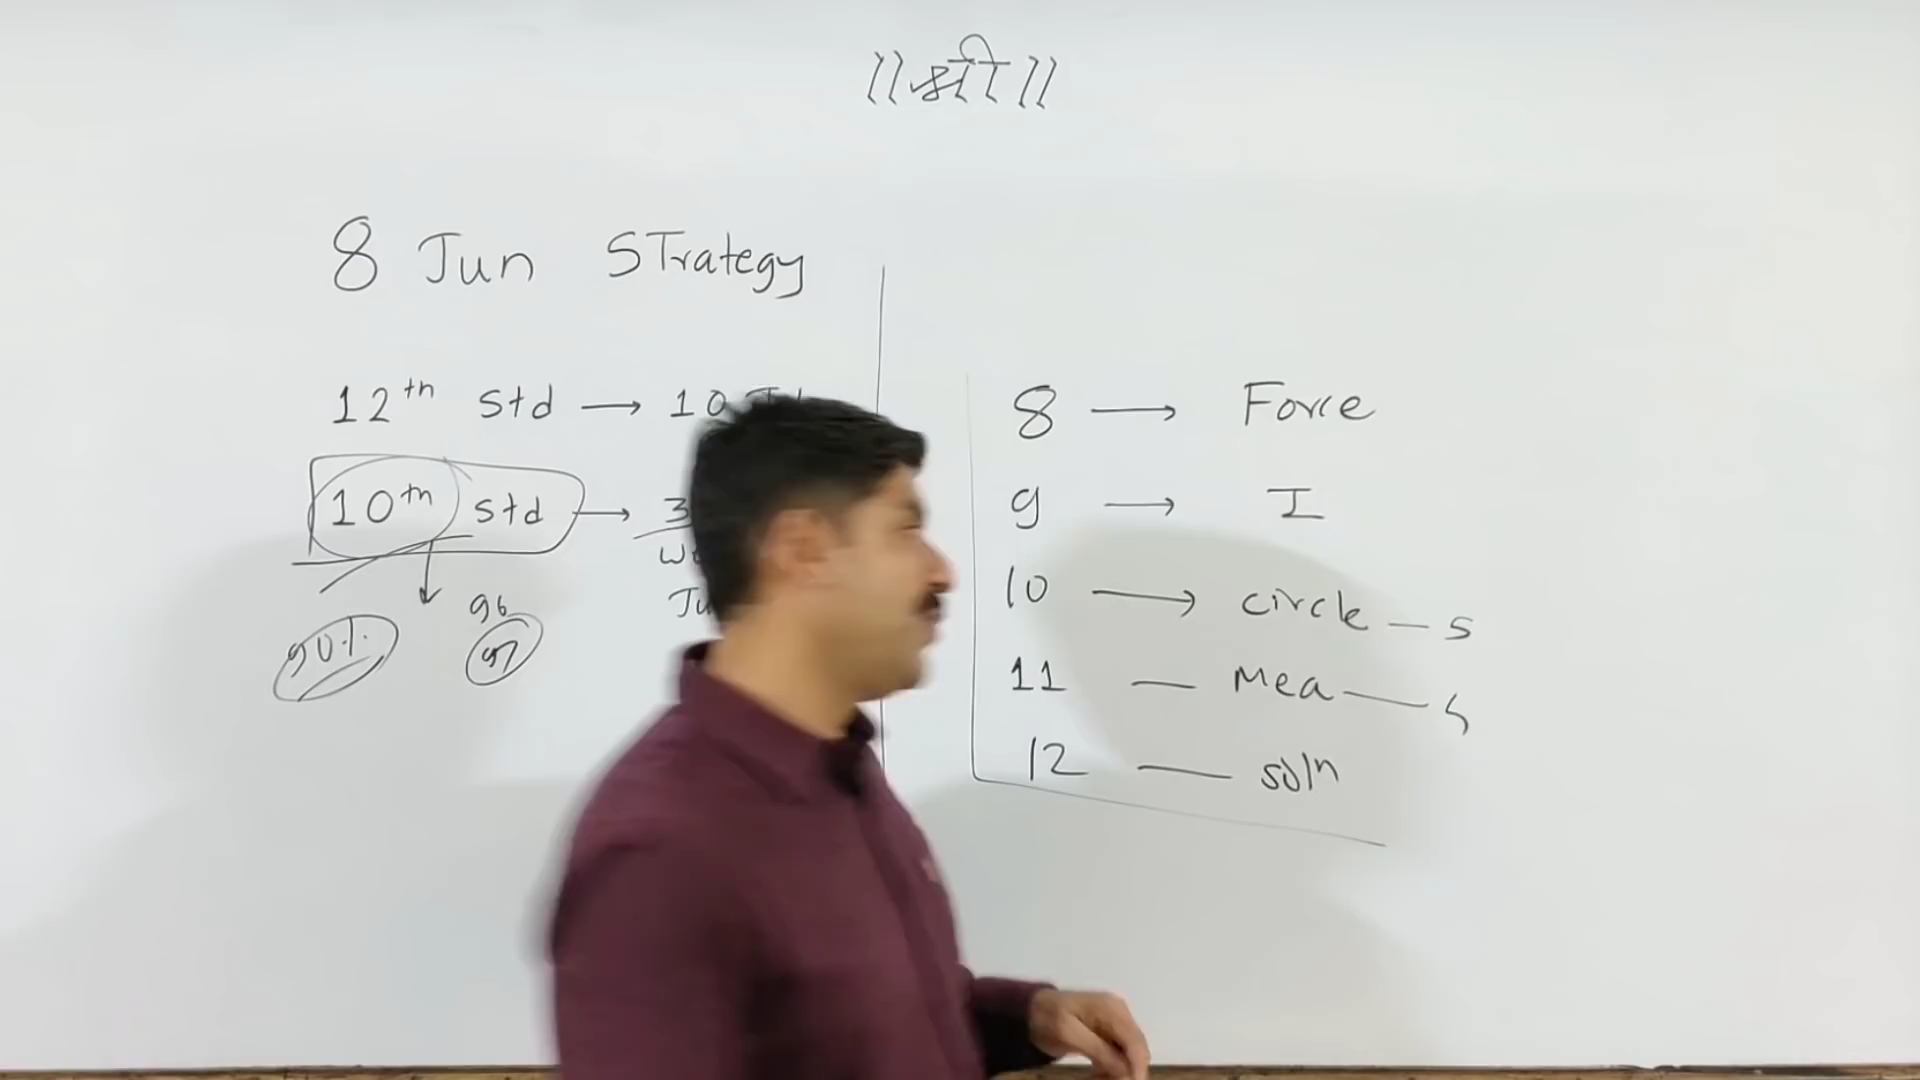 ॥श्री॥
8 Jun STrategy
12ᵗʰ Std → 10
10ᵗʰ Std → 3
90%
96
97
8 → Force
9 → I
10 → circle — S
11 — Mea —
12 — solⁿ